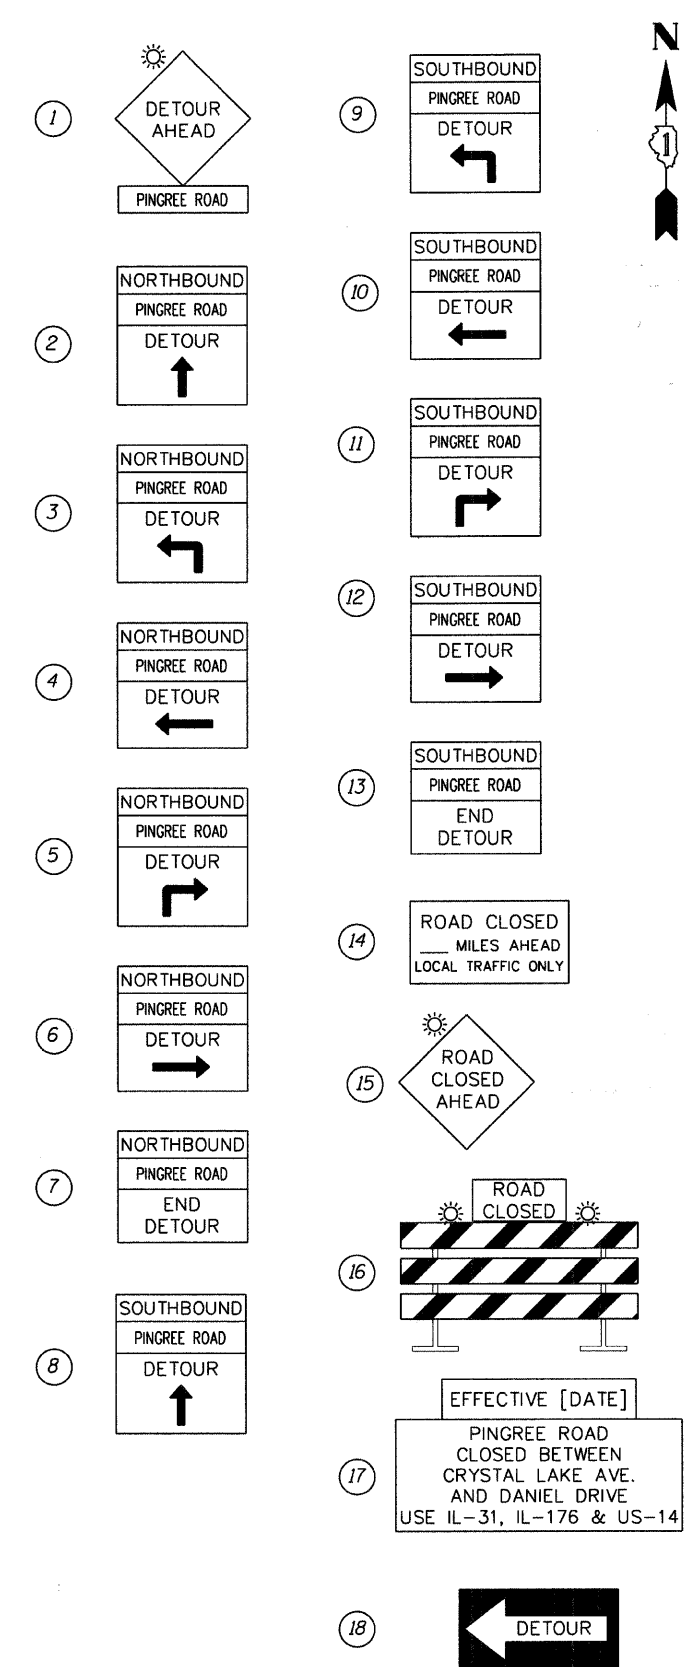 1
DETOUR
AHEAD
PINGREE ROAD
2
NORTHBOUND
PINGREE ROAD
DETOUR
3
NORTHBOUND
PINGREE ROAD
DETOUR
4
NORTHBOUND
PINGREE ROAD
DETOUR
5
NORTHBOUND
PINGREE ROAD
DETOUR
6
NORTHBOUND
PINGREE ROAD
DETOUR
7
NORTHBOUND
PINGREE ROAD
END
DETOUR
8
SOUTHBOUND
PINGREE ROAD
DETOUR
9
SOUTHBOUND
PINGREE ROAD
DETOUR
10
SOUTHBOUND
PINGREE ROAD
DETOUR
11
SOUTHBOUND
PINGREE ROAD
DETOUR
12
SOUTHBOUND
PINGREE ROAD
DETOUR
13
SOUTHBOUND
PINGREE ROAD
END
DETOUR
14
ROAD CLOSED
___ MILES AHEAD
LOCAL TRAFFIC ONLY
15
ROAD
CLOSED
AHEAD
16
ROAD
CLOSED
17
EFFECTIVE [DATE]
PINGREE ROAD
CLOSED BETWEEN
CRYSTAL LAKE AVE.
AND DANIEL DRIVE
USE IL-31, IL-176 & US-14
18
DETOUR
N
1